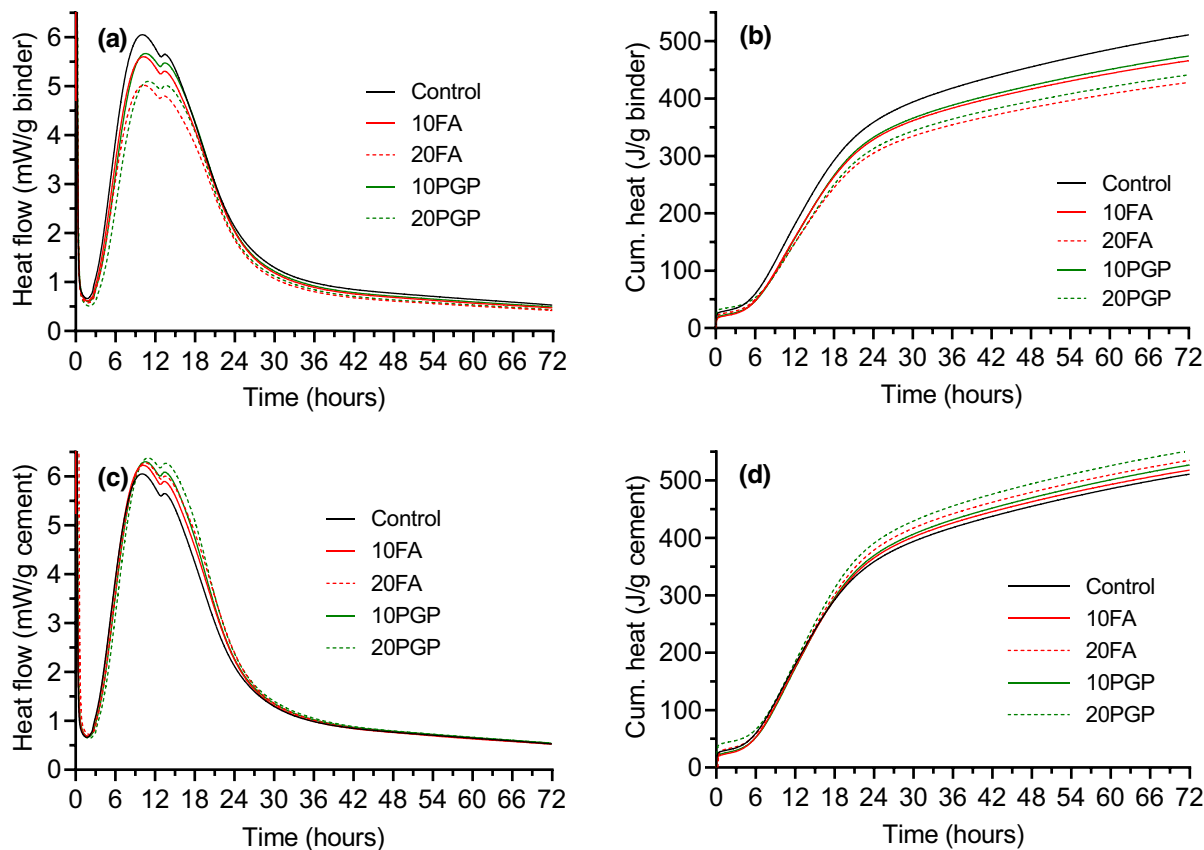 (a)
Heat flow (mW/g binder)
6
5
4
3
2
1
0
Control
10FA
20FA
10PGP
20PGP
0 6 12 18 24 30 36 42 48 54 60 66 72
Time (hours)
(b)
Cum. heat (J/g binder)
500
400
300
200
100
0
Control
10FA
20FA
10PGP
20PGP
0 6 12 18 24 30 36 42 48 54 60 66 72
Time (hours)
(c)
Heat flow (mW/g cement)
6
5
4
3
2
1
0
Control
10FA
20FA
10PGP
20PGP
0 6 12 18 24 30 36 42 48 54 60 66 72
Time (hours)
(d)
Cum. heat (J/g cement)
500
400
300
200
100
0
Control
10FA
20FA
10PGP
20PGP
0 6 12 18 24 30 36 42 48 54 60 66 72
Time (hours)